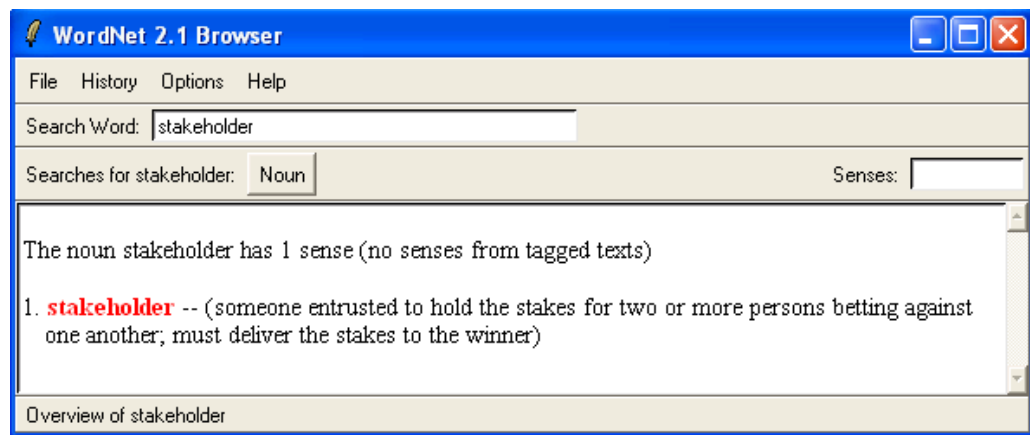 WordNet 2.1 Browser
File History Options Help
Search Word: stakeholder
Searches for stakeholder: Noun Senses:
The noun stakeholder has 1 sense (no senses from tagged texts)
1. stakeholder -- (someone entrusted to hold the stakes for two or more persons betting against
one another; must deliver the stakes to the winner)
Overview of stakeholder